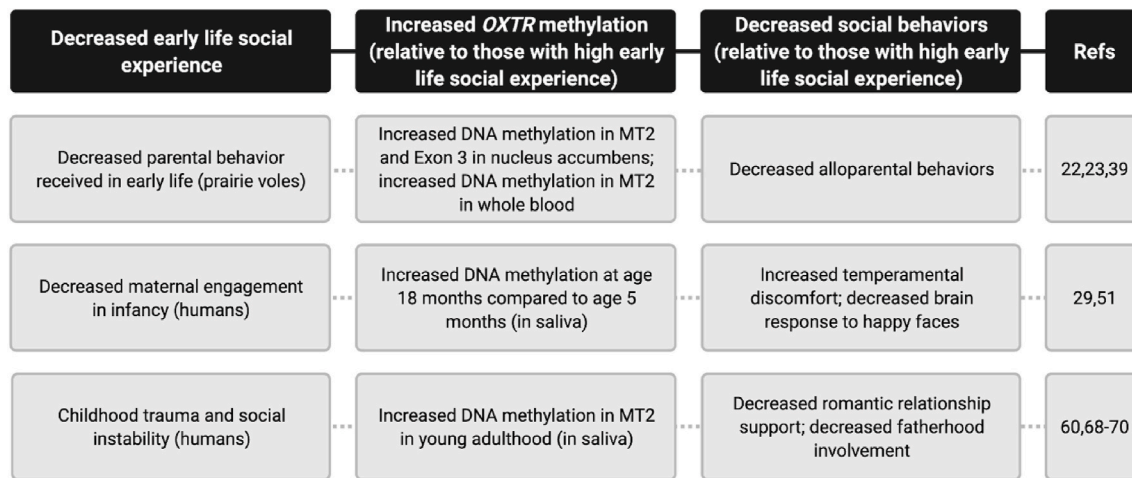 Decreased early life social
experience
Increased OXTR methylation
(relative to those with high early
life social experience)
Decreased social behaviors
(relative to those with high early
life social experience)
Refs
Decreased parental behavior
received in early life (prairie voles)
Increased DNA methylation in MT2
and Exon 3 in nucleus accumbens;
increased DNA methylation in MT2
in whole blood
Decreased alloparental behaviors
22,23,39
Decreased maternal engagement
in infancy (humans)
Increased DNA methylation at age
18 months compared to age 5
months (in saliva)
Increased temperamental
discomfort; decreased brain
response to happy faces
29,51
Childhood trauma and social
instability (humans)
Increased DNA methylation in MT2
in young adulthood (in saliva)
Decreased romantic relationship
support; decreased fatherhood
involvement
60,68-70